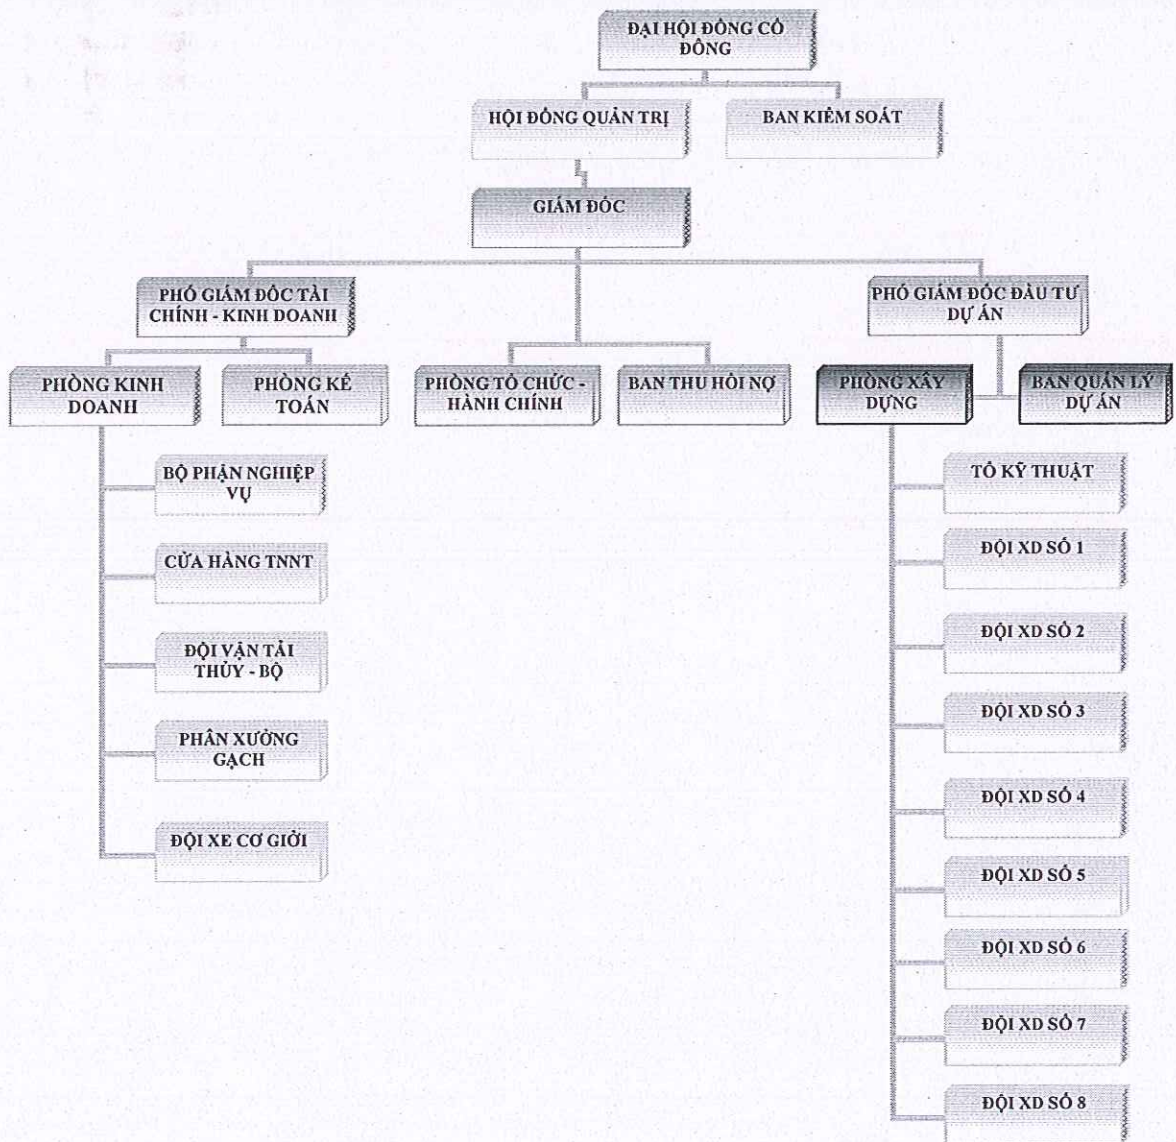 ĐẠI HỘI ĐỒNG CỔ
ĐÔNG
HỘI ĐỒNG QUẢN TRỊ
BAN KIỂM SOÁT
GIÁM ĐỐC
PHÓ GIÁM ĐỐC TÀI
CHÍNH - KINH DOANH
PHÓ GIÁM ĐỐC ĐẦU TƯ
DỰ ÁN
PHÒNG KINH
DOANH
PHÒNG KẾ
TOÁN
PHÒNG TỔ CHỨC -
HÀNH CHÍNH
BAN THU HỒI NỢ
PHÒNG XÂY
DỰNG
BAN QUẢN LÝ
DỰ ÁN
BỘ PHẬN NGHIỆP
VỤ
CỬA HÀNG TNNT
ĐỘI VẬN TẢI
THỦY - BỘ
PHÂN XƯỞNG
GẠCH
ĐỘI XE CƠ GIỚI
TỔ KỸ THUẬT
ĐỘI XD SỐ 1
ĐỘI XD SỐ 2
ĐỘI XD SỐ 3
ĐỘI XD SỐ 4
ĐỘI XD SỐ 5
ĐỘI XD SỐ 6
ĐỘI XD SỐ 7
ĐỘI XD SỐ 8